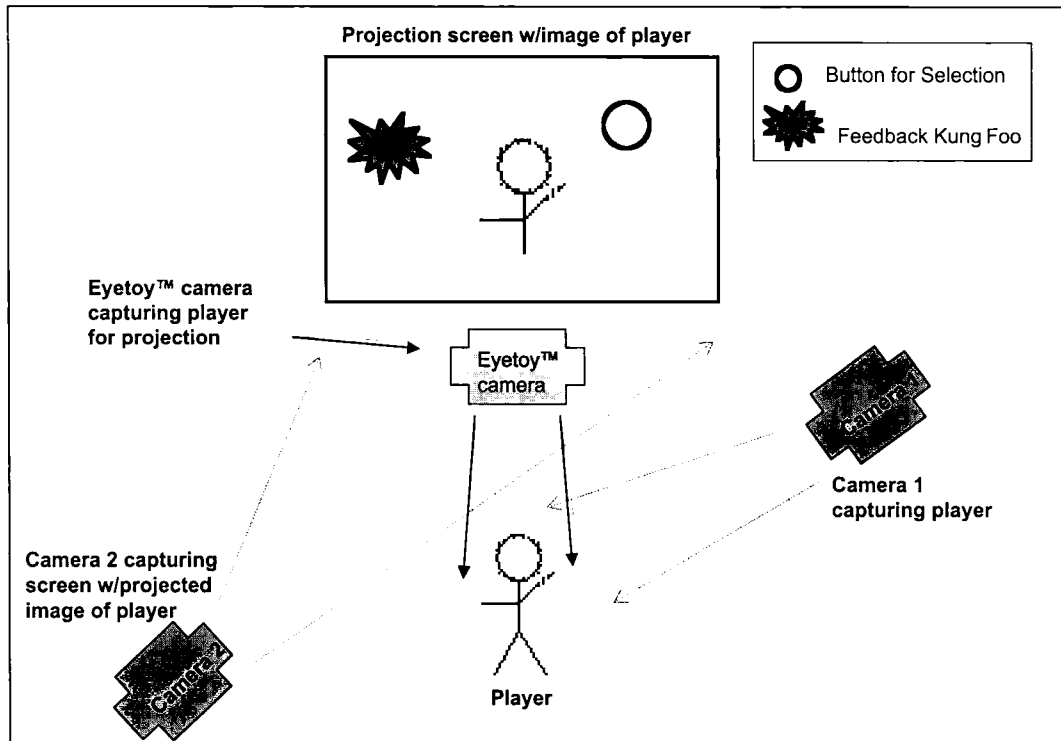 Projection screen w/image of player
Button for Selection
Feedback Kung Foo
Eyetoy™ camera
capturing player
for projection
Eyetoy™
camera
Camera 1
Camera 1
capturing player
Camera 2 capturing
screen w/projected
image of player
Camera 2
Player